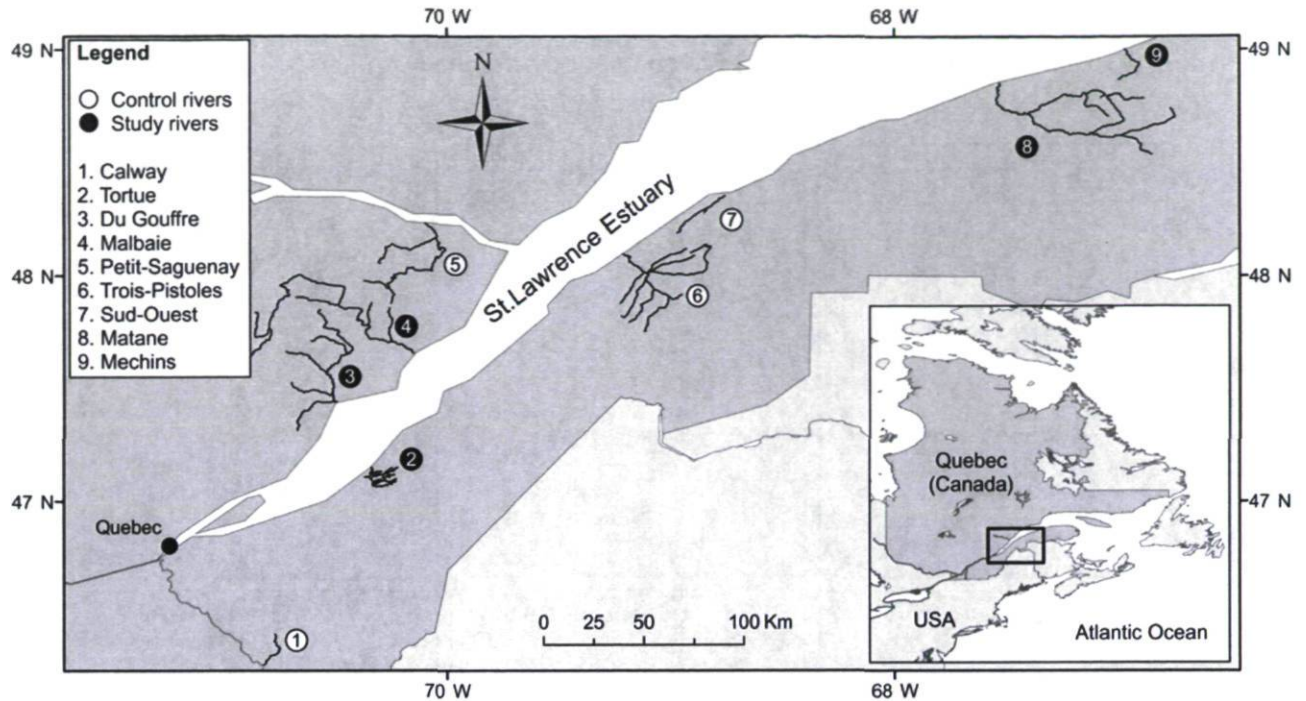 70 W
68 W
49 N
49 N
Legend
Control rivers
Study rivers
1. Calway
2. Tortue
3. Du Gouffre
4. Malbaie
5. Petit-Saguenay
6. Trois-Pistoles
7. Sud-Ouest
8. Matane
9. Mechins
N
9
8
St.Lawrence Estuary
7
5
48 N
48 N
6
4
3
2
47 N
47 N
Quebec
1
0 25 50 100 Km
Quebec
(Canada)
USA
Atlantic Ocean
70 W
68 W